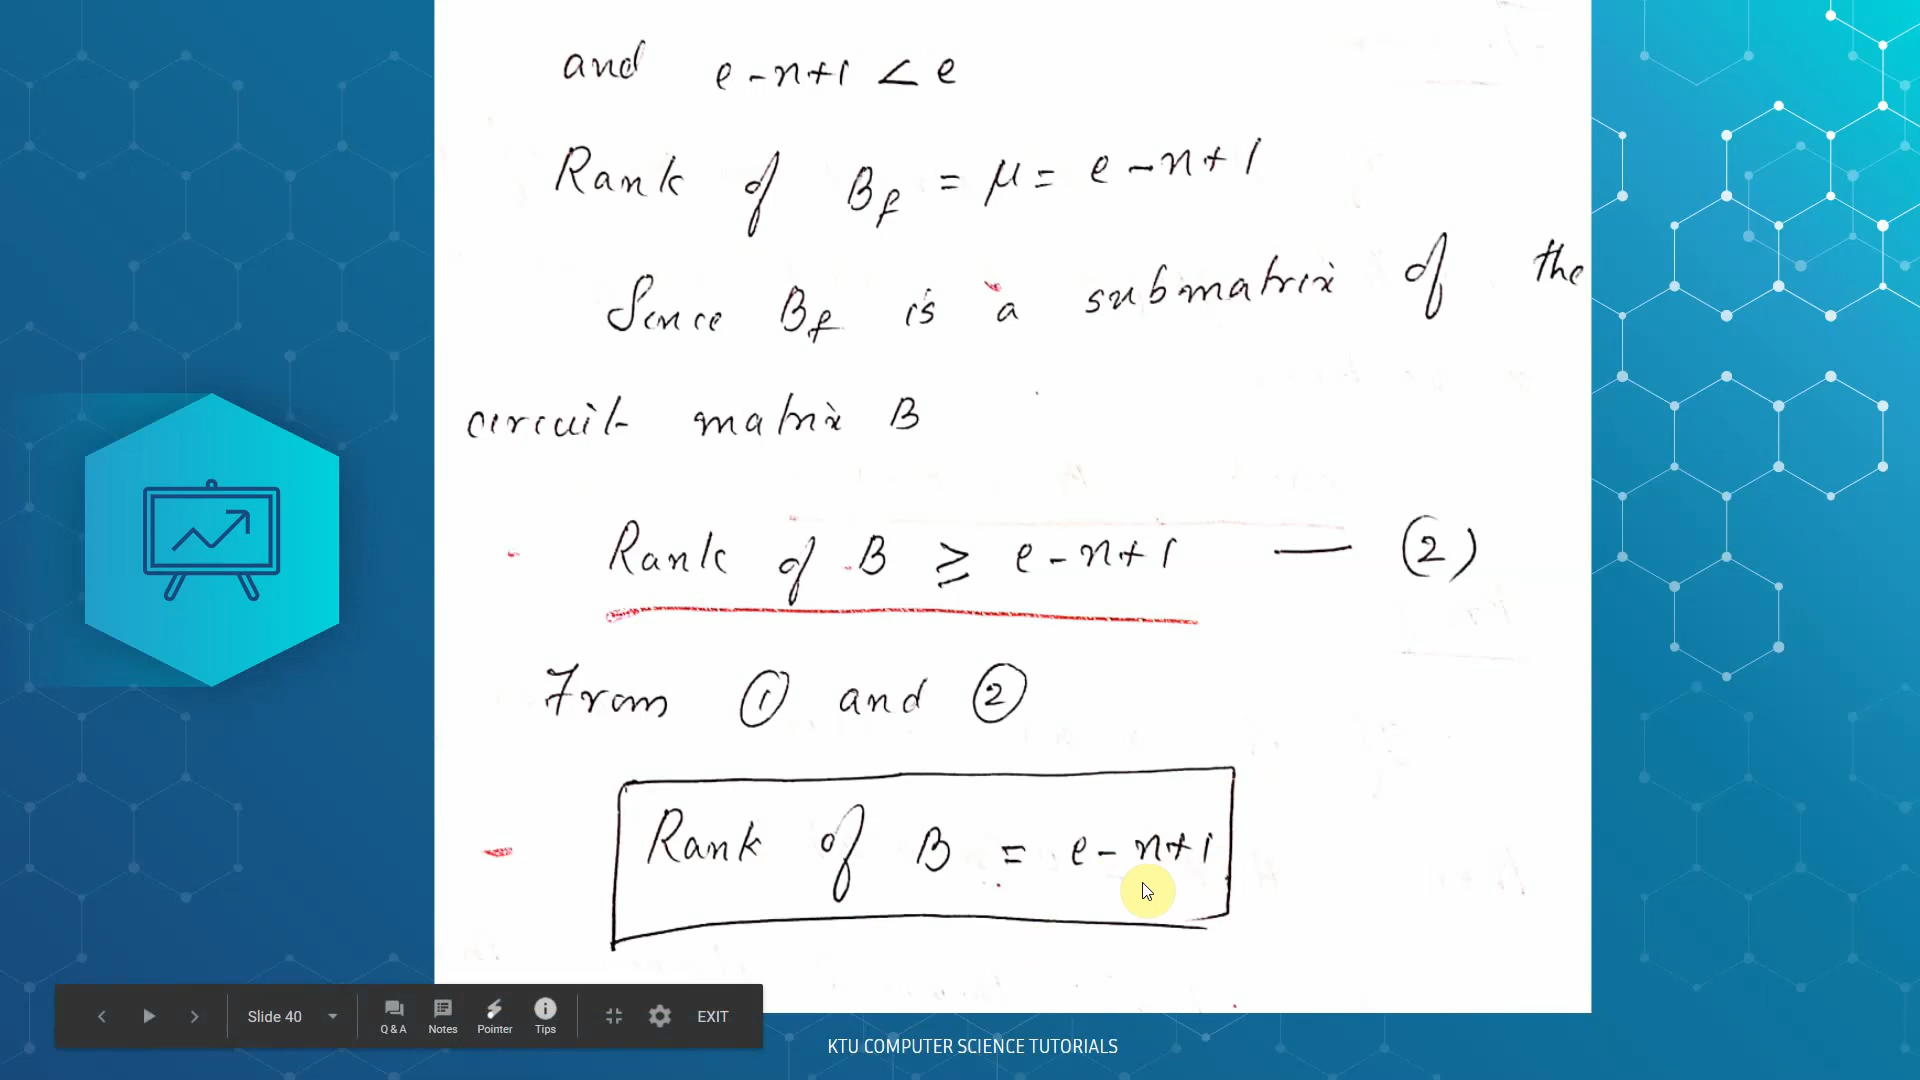 and e-n+1 < e
Rank of Bf = μ = e-n+1
Since Bf is a submatrix of the
circuit matrix B
Rank of B ≥ e-n+1 — (2)
From ① and ②
Rank of B = e-n+1
Slide 40
Q & A Notes Pointer Tips
EXIT
KTU COMPUTER SCIENCE TUTORIALS